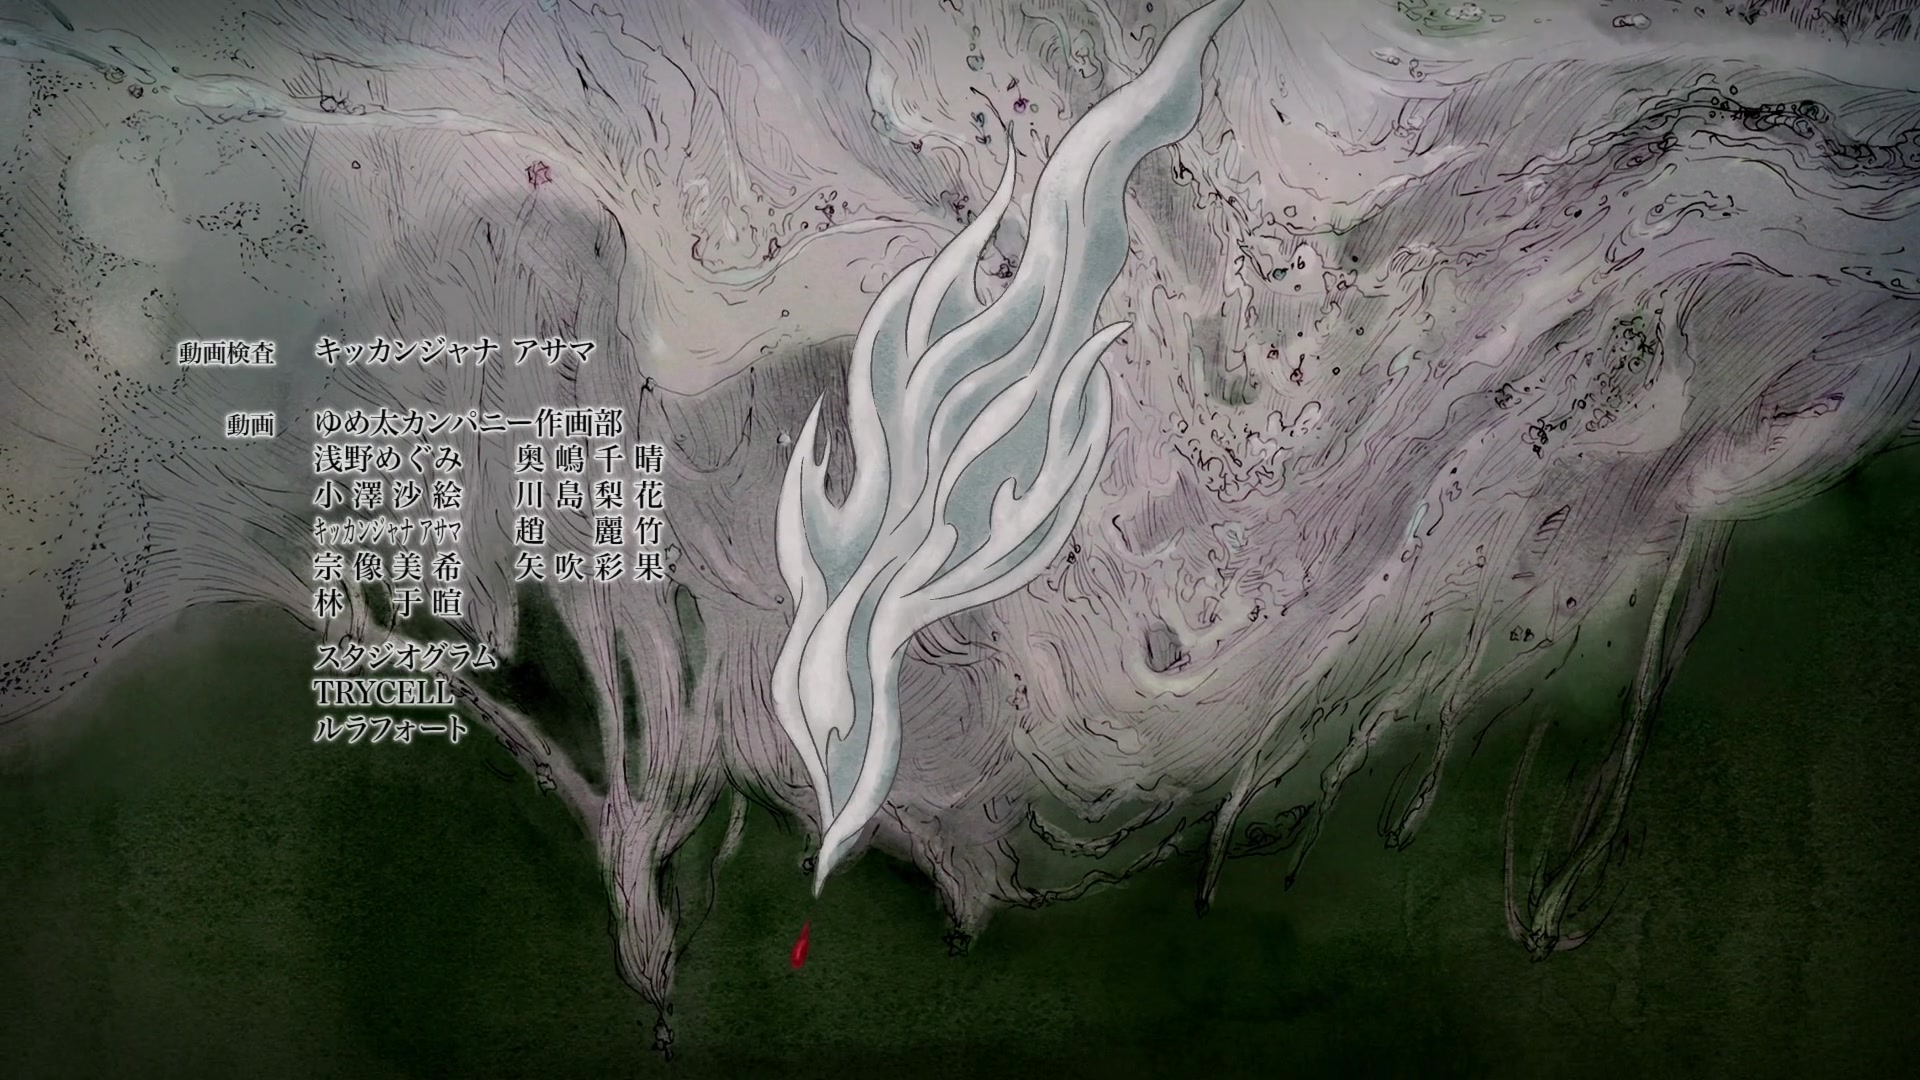 動画検査 キッカンジャナ アサマ
動画 ゆめ太カンパニー作画部
浅野めぐみ 奥嶋千晴
小澤沙絵 川島梨花
キッカンジャナ アサマ 趙麗竹
宗像美希 矢吹彩果
林于暄
スタジオグラム
TRYCELL
ルラフォート